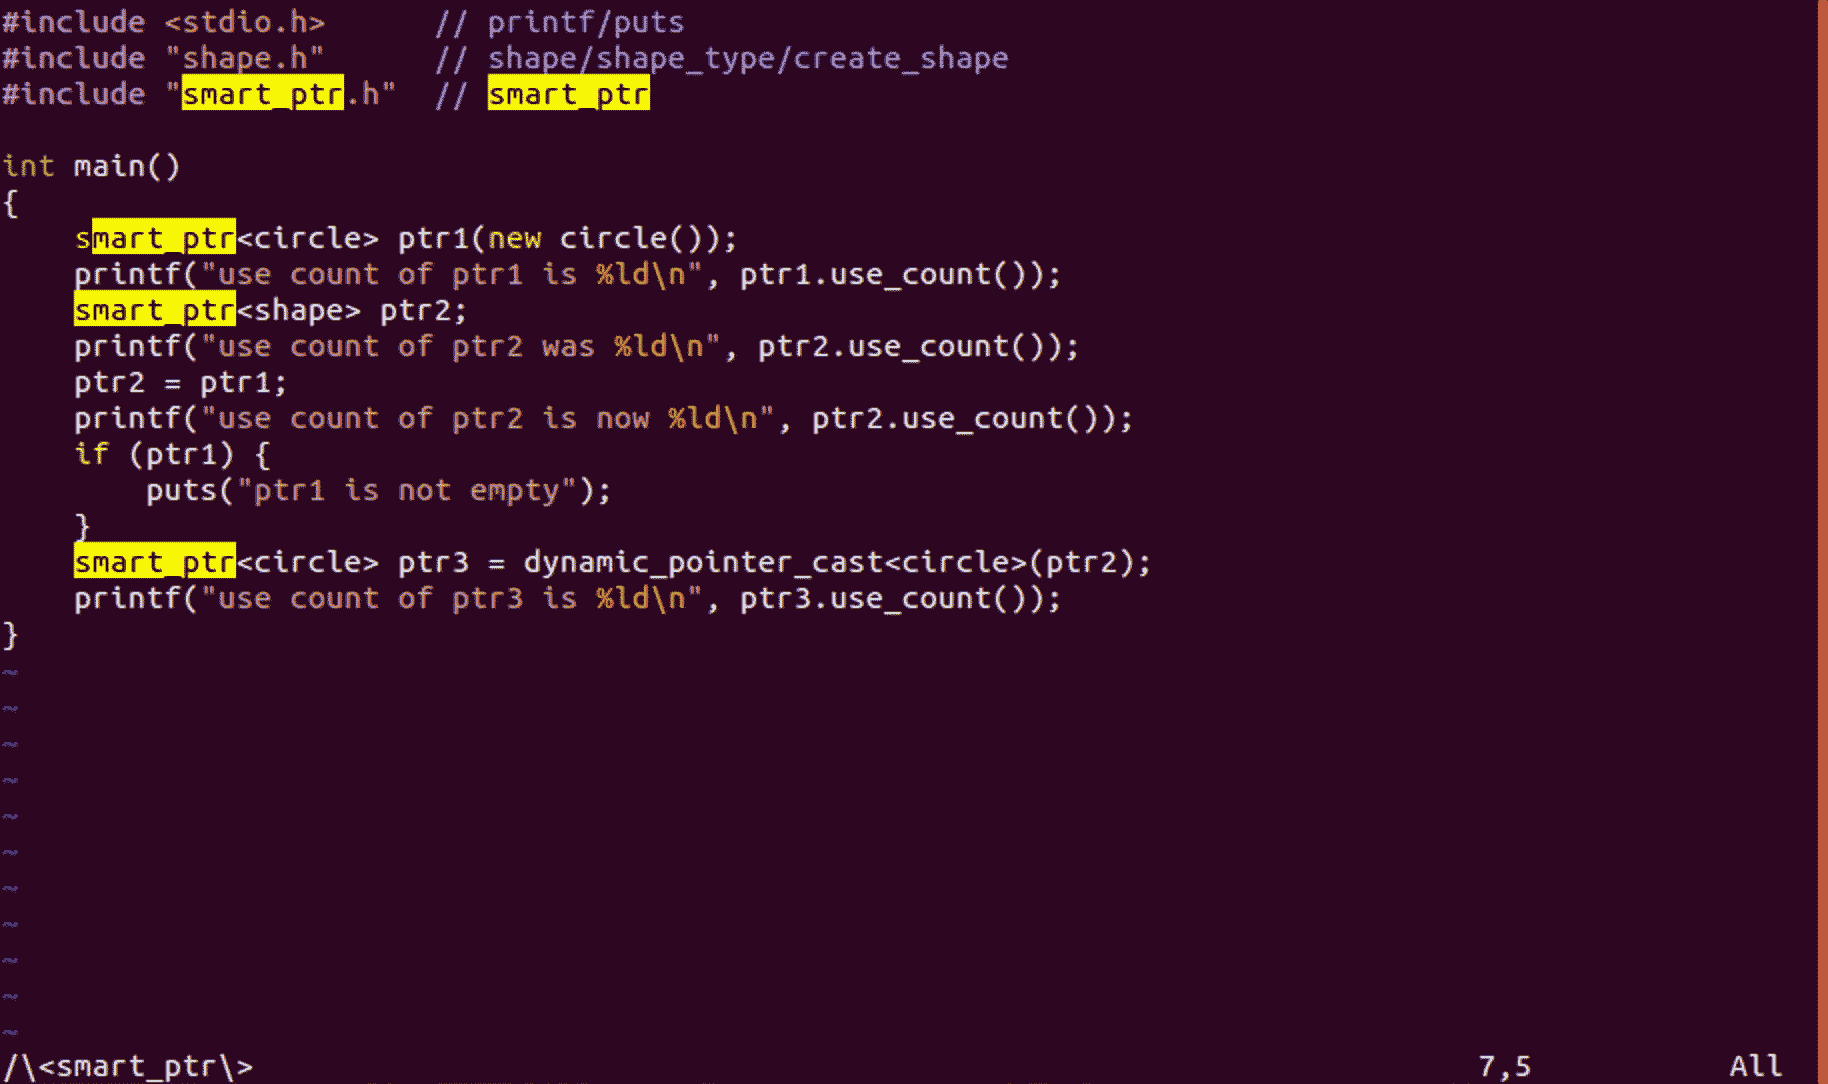 #include <stdio.h>      // printf/puts
#include "shape.h"      // shape/shape_type/create_shape
#include "smart_ptr.h"  // smart_ptr

int main()
{
    smart_ptr<circle> ptr1(new circle());
    printf("use count of ptr1 is %ld\n", ptr1.use_count());
    smart_ptr<shape> ptr2;
    printf("use count of ptr2 was %ld\n", ptr2.use_count());
    ptr2 = ptr1;
    printf("use count of ptr2 is now %ld\n", ptr2.use_count());
    if (ptr1) {
        puts("ptr1 is not empty");
    }
    smart_ptr<circle> ptr3 = dynamic_pointer_cast<circle>(ptr2);
    printf("use count of ptr3 is %ld\n", ptr3.use_count());
}
~
~
~
~
~
~
~
~
~
~
~
/\<smart_ptr\>    7,5    All